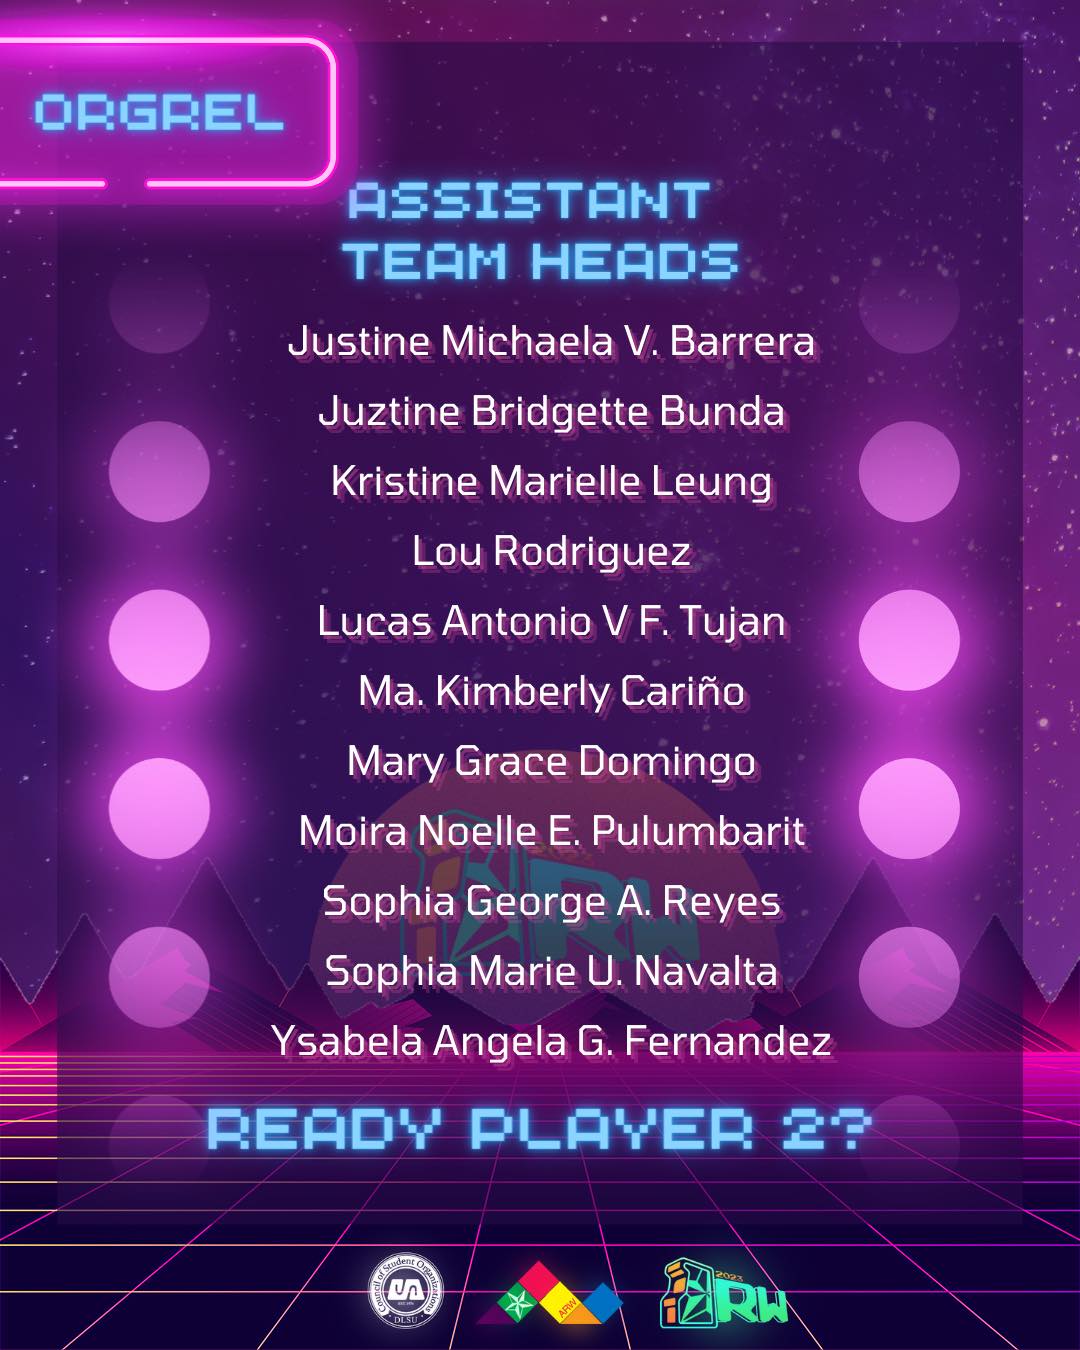 ORGREL
ASSISTANT
TEAM HEADS
Justine Michaela V. Barrera
Juztine Bridgette Bunda
Kristine Marielle Leung
Lou Rodriguez
Lucas Antonio V F. Tujan
Ma. Kimberly Cariño
Mary Grace Domingo
Moira Noelle E. Pulumbarit
Sophia George A. Reyes
Sophia Marie U. Navalta
Ysabela Angela G. Fernandez
READY PLAYER 2?
Council of Student Organizations
DLSU
ARW
2023
RW